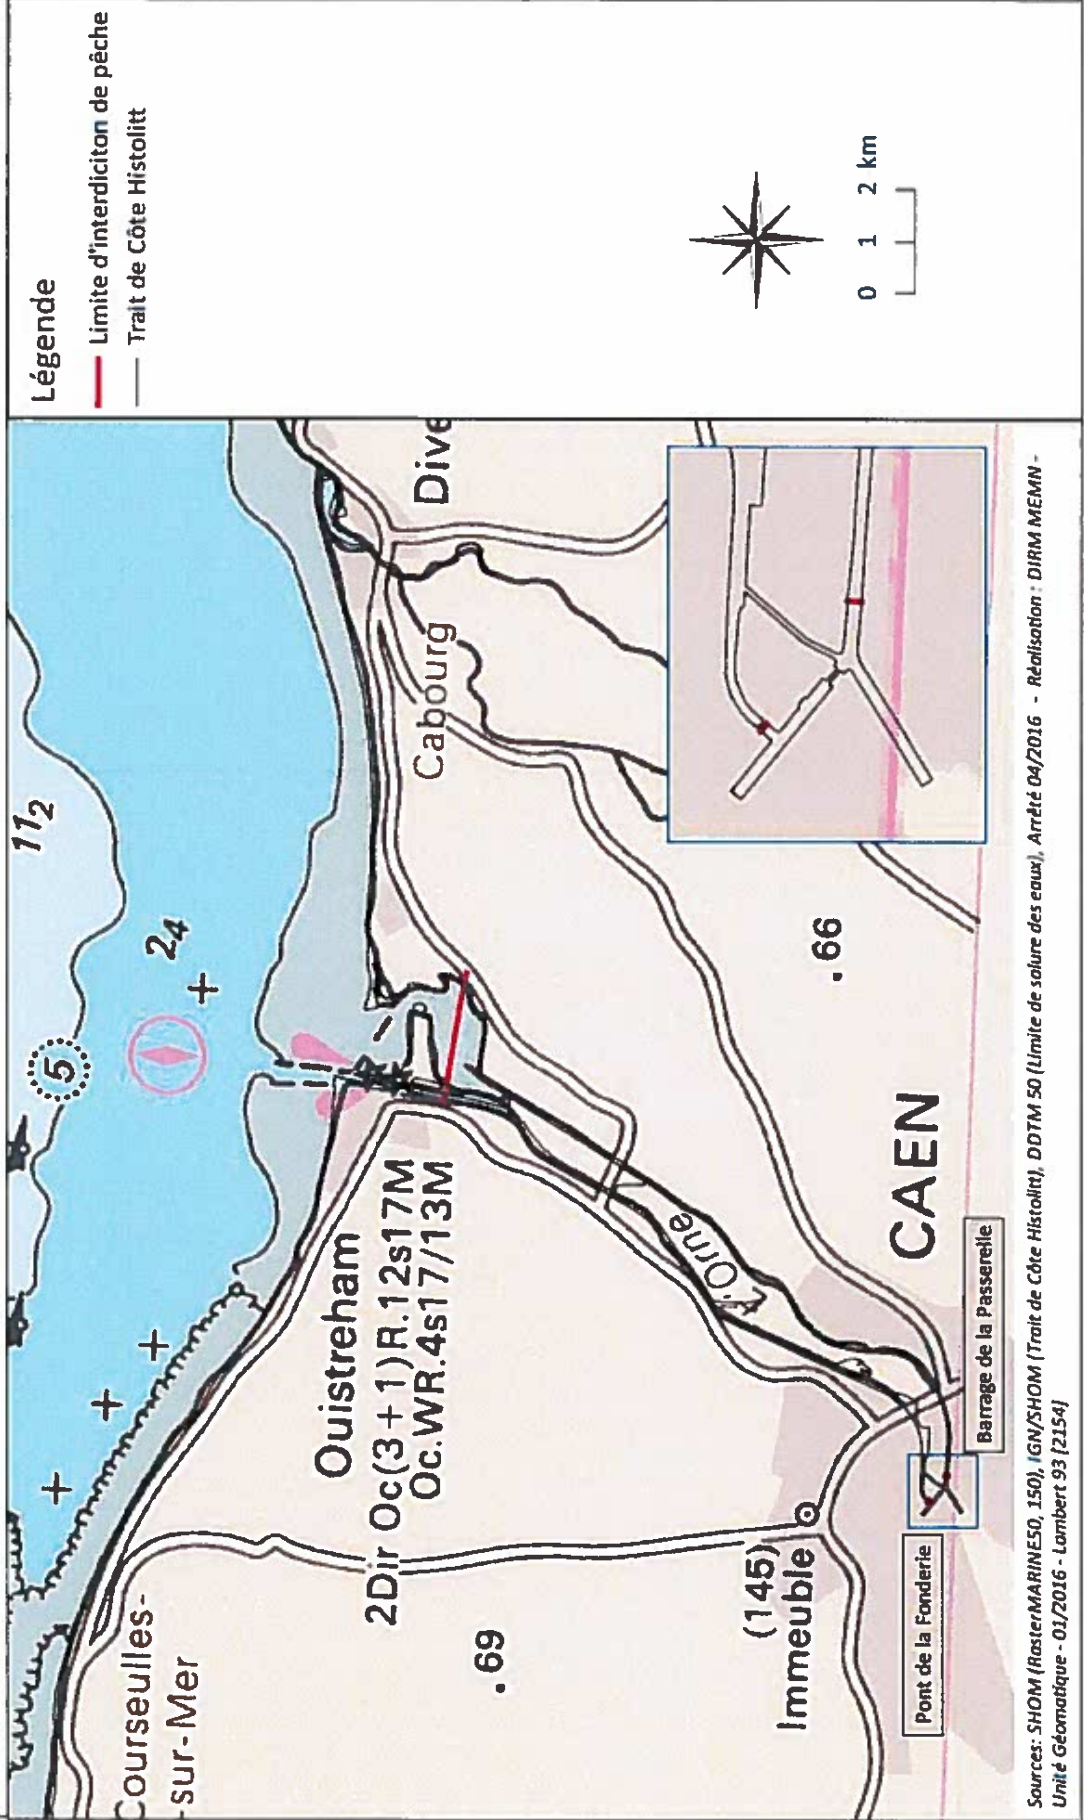 Légende
Limite d'interdiciton de pêche
Trait de Côte Histolitt
0 1 2 km
11₂
5
2₄
Courseulles-
-sur-Mer
Ouistreham
2Dir Oc(3+1)R.12s17M
Oc.WR.4s17/13M
Cabourg
Dive
.69
.66
L'Orne
(145)
Immeuble
CAEN
Pont de la Fonderie
Barrage de la Passerelle
Sources: SHOM (RasterMARINE50, 150), IGN/SHOM (Trait de Côte Histolitt), DDTM 50 (Limite de salure des eaux), Arrêté 04/2016 - Réalisation : DIRM MEMN -
Unité Géomatique - 01/2016 - Lambert 93 [2154]